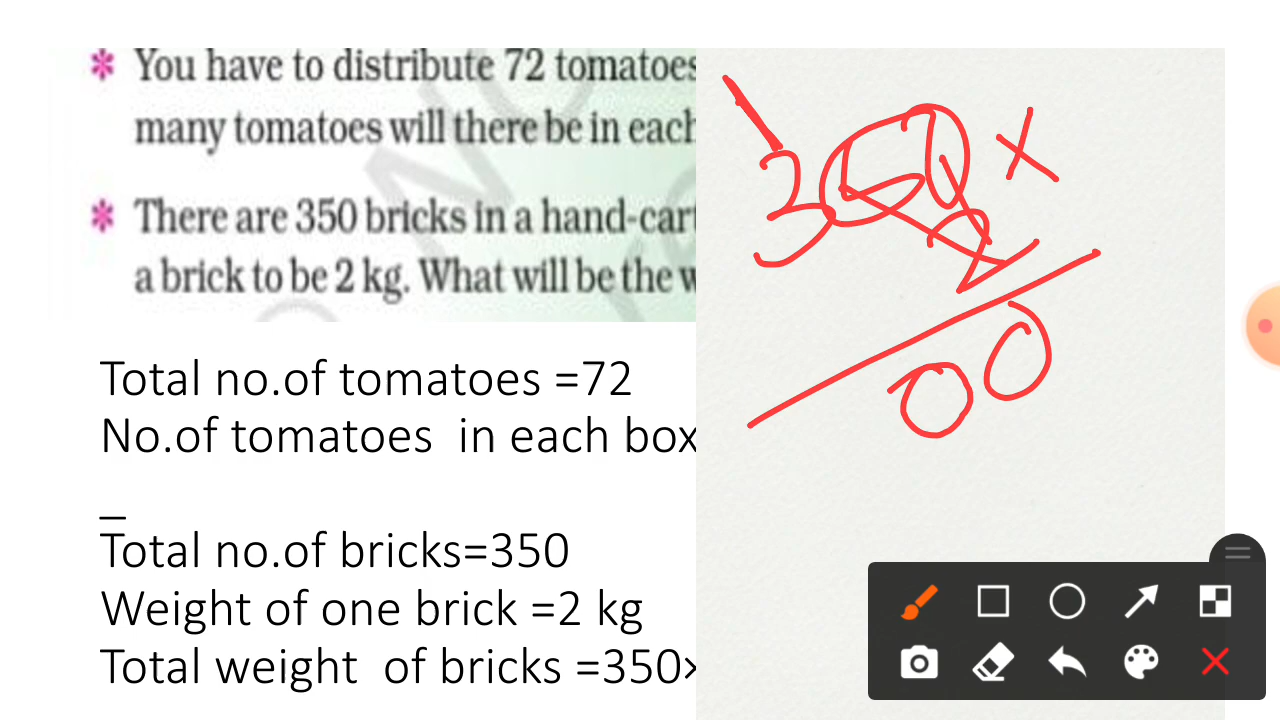 * You have to distribute 72 tomatoes
many tomatoes will there be in each
* There are 350 bricks in a hand-cart
a brick to be 2 kg. What will be the w
Total no.of tomatoes =72
No.of tomatoes in each box
_
Total no.of bricks=350
Weight of one brick =2 kg
Total weight of bricks =350×
1
350 ×
2
00